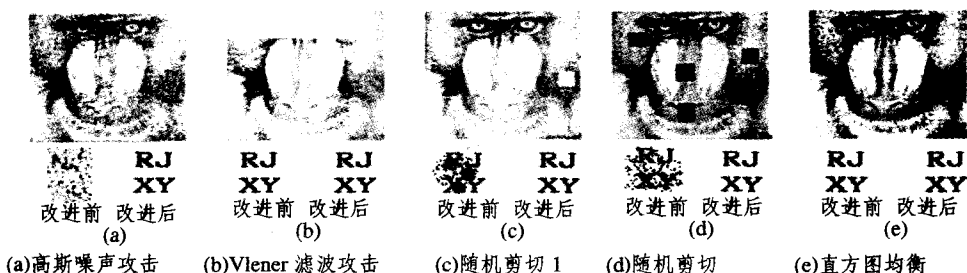 RJ RJ RJ RJ RJ RJ RJ RJ
XY XY XY XY XY XY XY XY
改进前 改进后 改进前 改进后 改进前 改进后 改进前 改进后 改进前 改进后
(a) (b) (c) (d) (e)
(a)高斯噪声攻击 (b)Vlener 滤波攻击 (c)随机剪切 1 (d)随机剪切 (e)直方图均衡